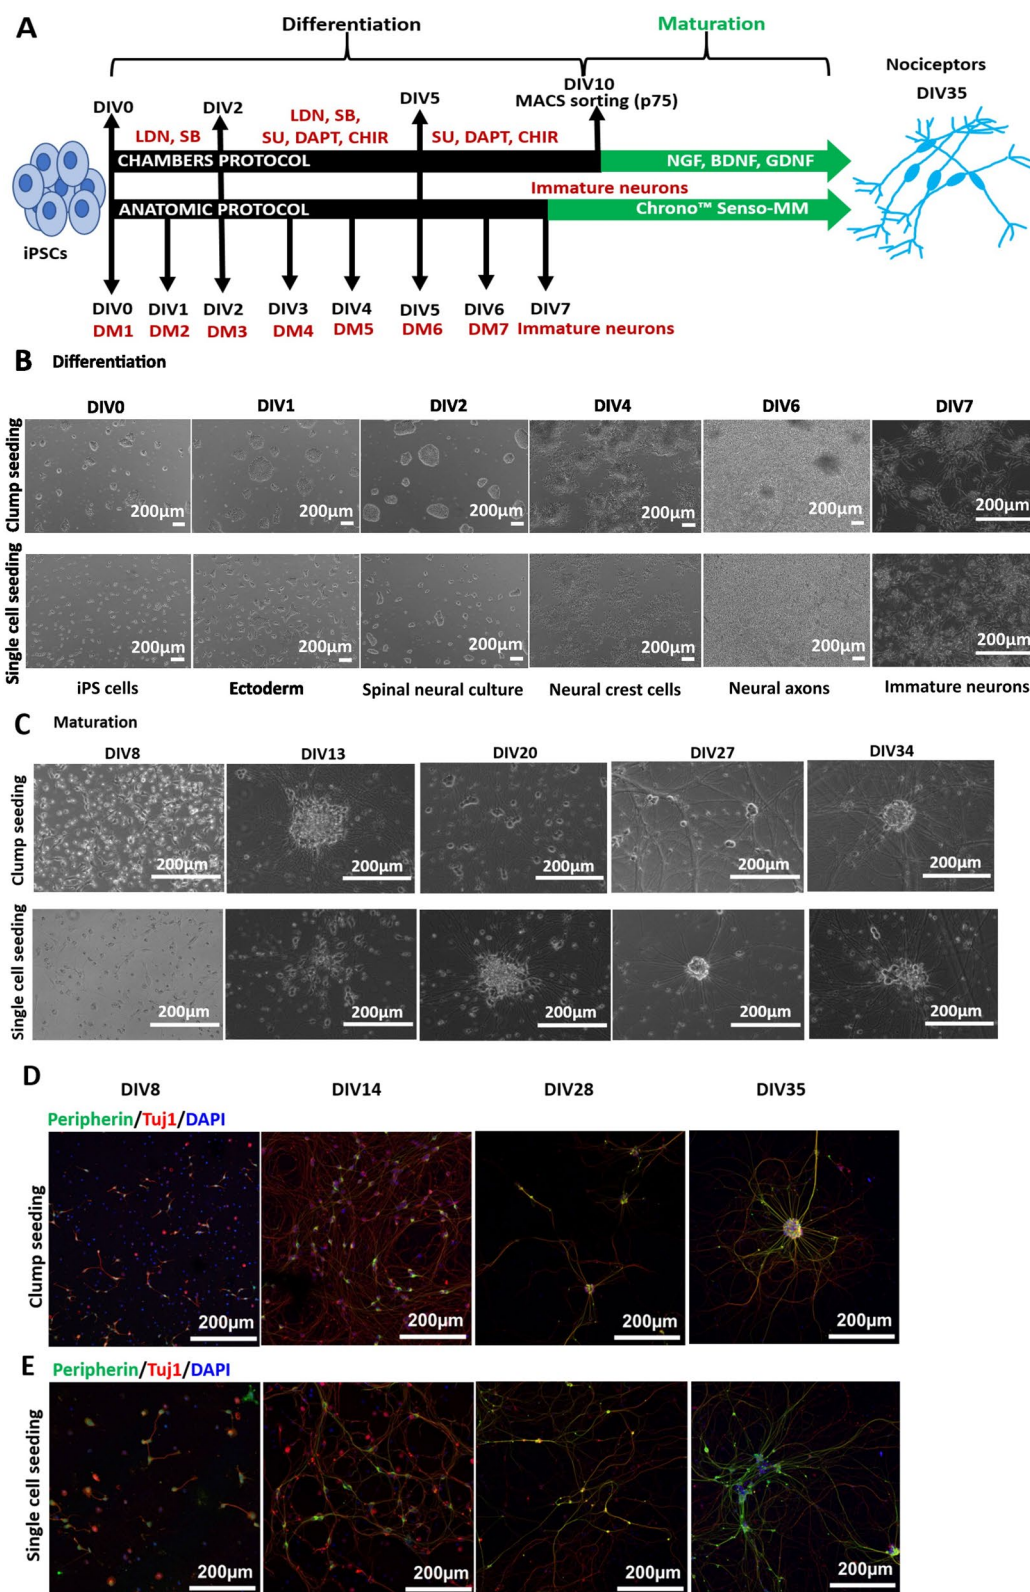 A
Differentiation
Maturation
Nociceptors
DIV35
DIV0
DIV2
DIV5
DIV10
MACS sorting (p75)
LDN, SB
LDN, SB,
SU, DAPT, CHIR
SU, DAPT, CHIR
CHAMBERS PROTOCOL
NGF, BDNF, GDNF
Immature neurons
ANATOMIC PROTOCOL
Chrono™ Senso-MM
iPSCs
DIV0 DIV1 DIV2 DIV3 DIV4 DIV5 DIV6 DIV7
DM1 DM2 DM3 DM4 DM5 DM6 DM7 Immature neurons
B Differentiation
DIV0 DIV1 DIV2 DIV4 DIV6 DIV7
Clump seeding
200µm 200µm 200µm 200µm 200µm 200µm
Single cell seeding
200µm 200µm 200µm 200µm 200µm 200µm
iPS cells Ectoderm Spinal neural culture Neural crest cells Neural axons Immature neurons
C Maturation
DIV8 DIV13 DIV20 DIV27 DIV34
Clump seeding
200µm 200µm 200µm 200µm 200µm
Single cell seeding
200µm 200µm 200µm 200µm 200µm
D
DIV8 DIV14 DIV28 DIV35
Peripherin/Tuj1/DAPI
Clump seeding
200µm 200µm 200µm 200µm
E
Peripherin/Tuj1/DAPI
Single cell seeding
200µm 200µm 200µm 200µm